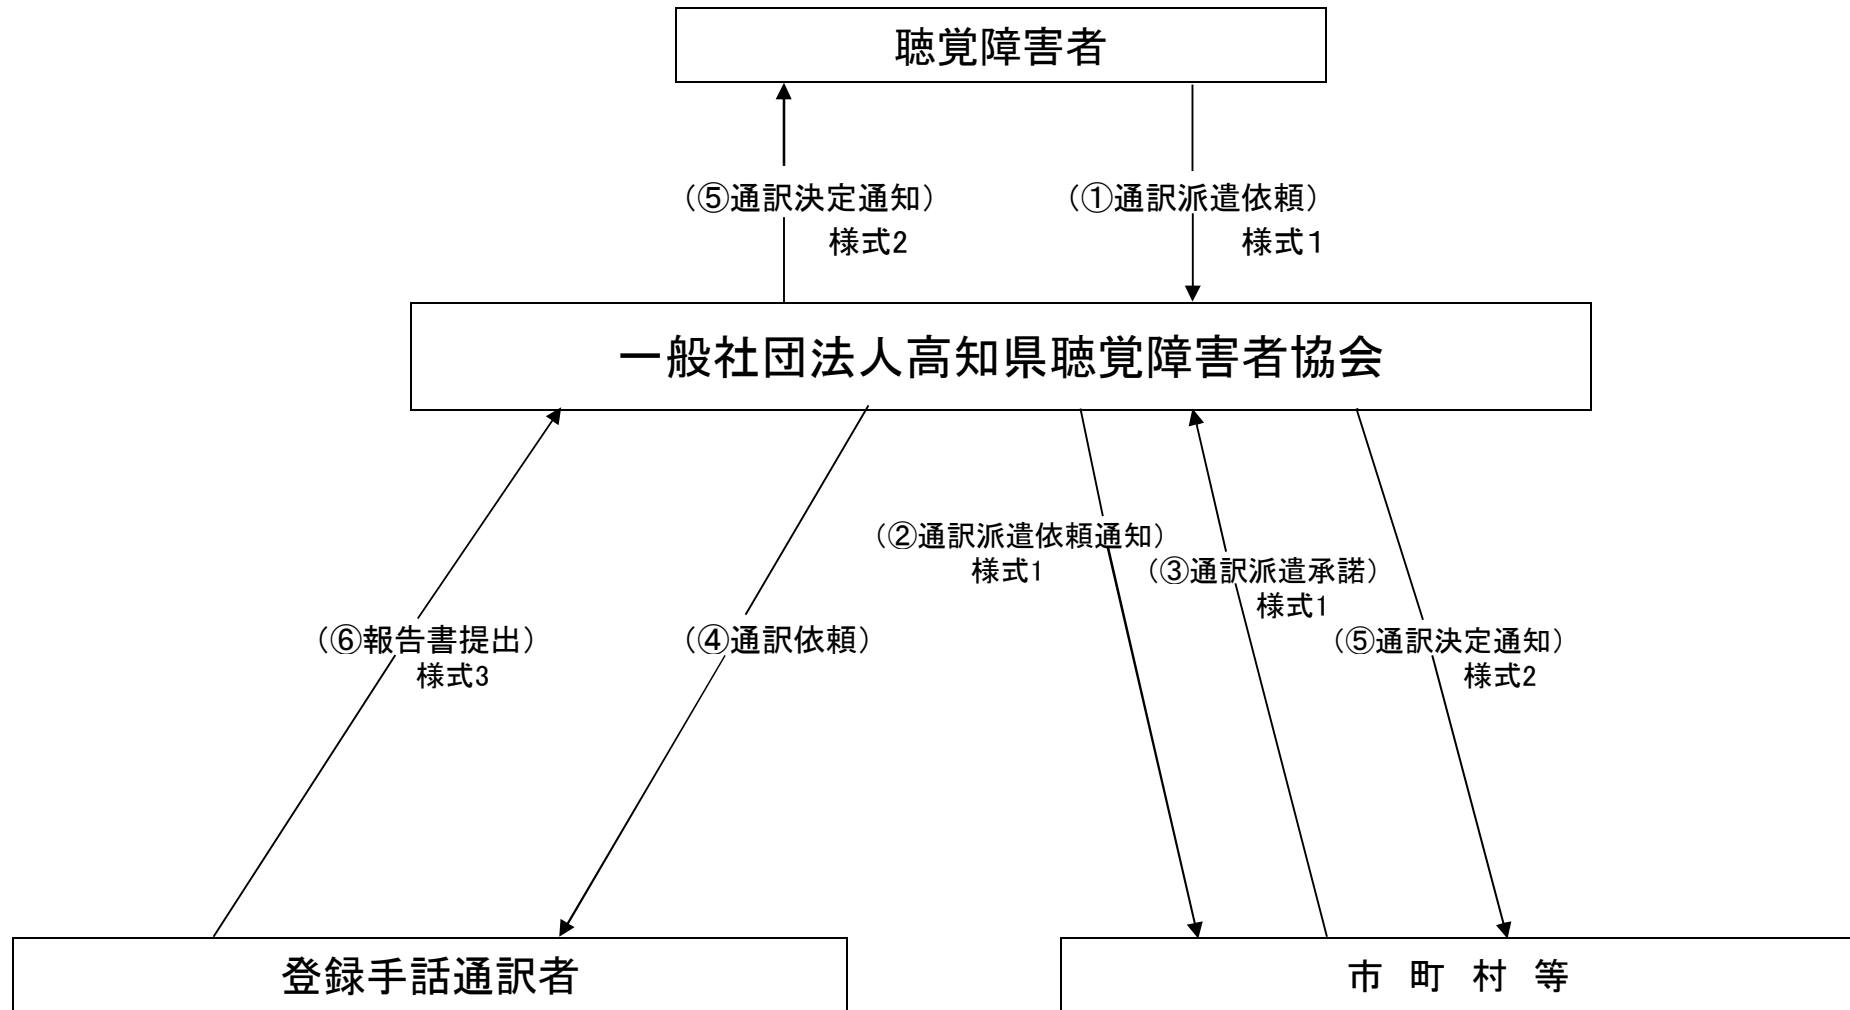 聴覚障害者
（⑤通訳決定通知）
様式2
（①通訳派遣依頼）
様式１
一般社団法人高知県聴覚障害者協会
（②通訳派遣依頼通知）
様式1
（③通訳派遣承諾）
様式1
（⑥報告書提出）
様式3
（④通訳依頼）
（⑤通訳決定通知）
様式2
登録手話通訳者
市　町　村　等